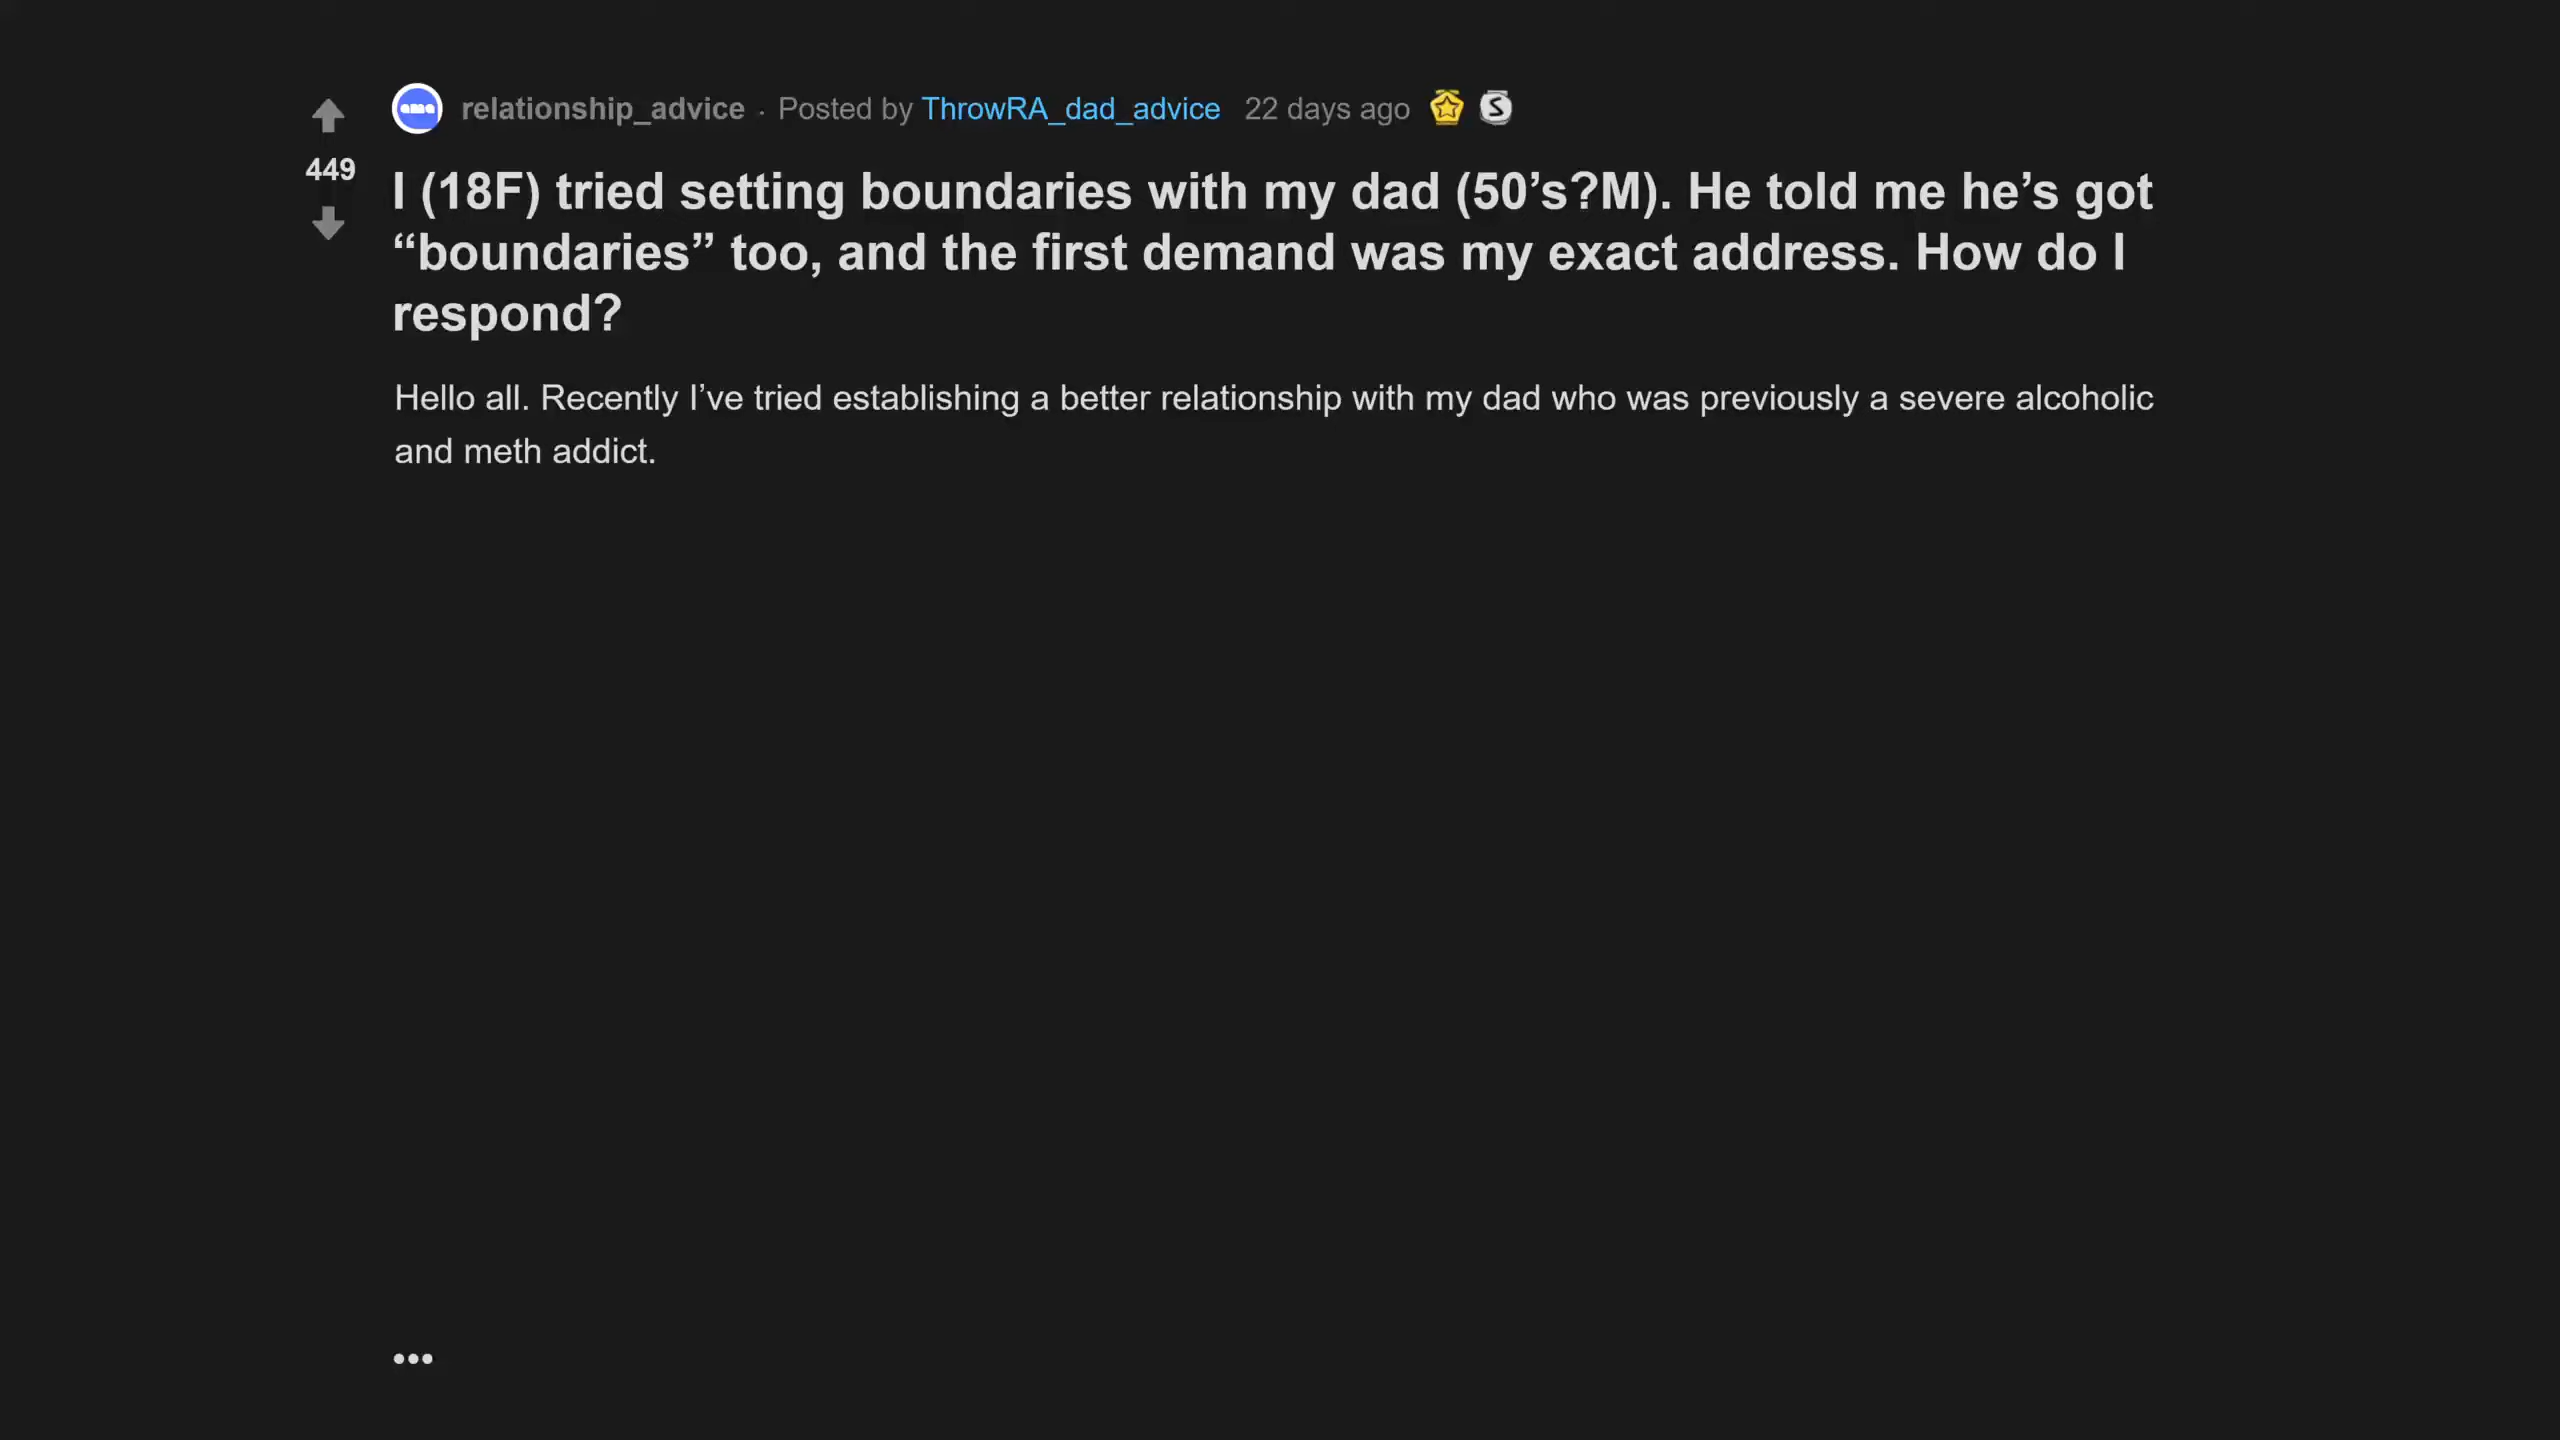 ama relationship_advice · Posted by ThrowRA_dad_advice 22 days ago S
449
I (18F) tried setting boundaries with my dad (50’s?M). He told me he’s got
“boundaries” too, and the first demand was my exact address. How do I
respond?
Hello all. Recently I’ve tried establishing a better relationship with my dad who was previously a severe alcoholic
and meth addict.
•••